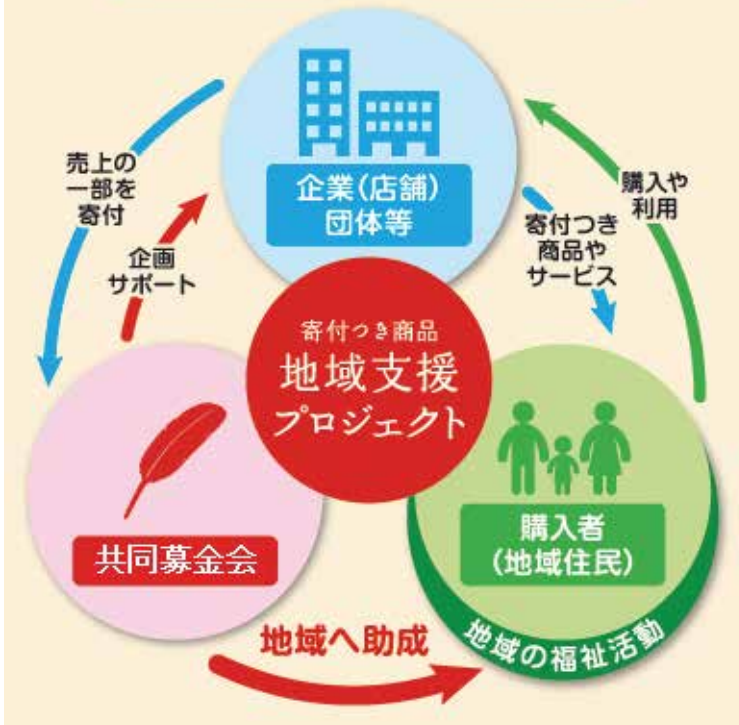 企業(店舗)
団体等
売上の
一部を
寄付
企画
サポート
購入や
利用
寄付つき
商品や
サービス
寄付つき商品
地域支援
プロジェクト
共同募金会
購入者
(地域住民)
地域の福祉活動
地域へ助成